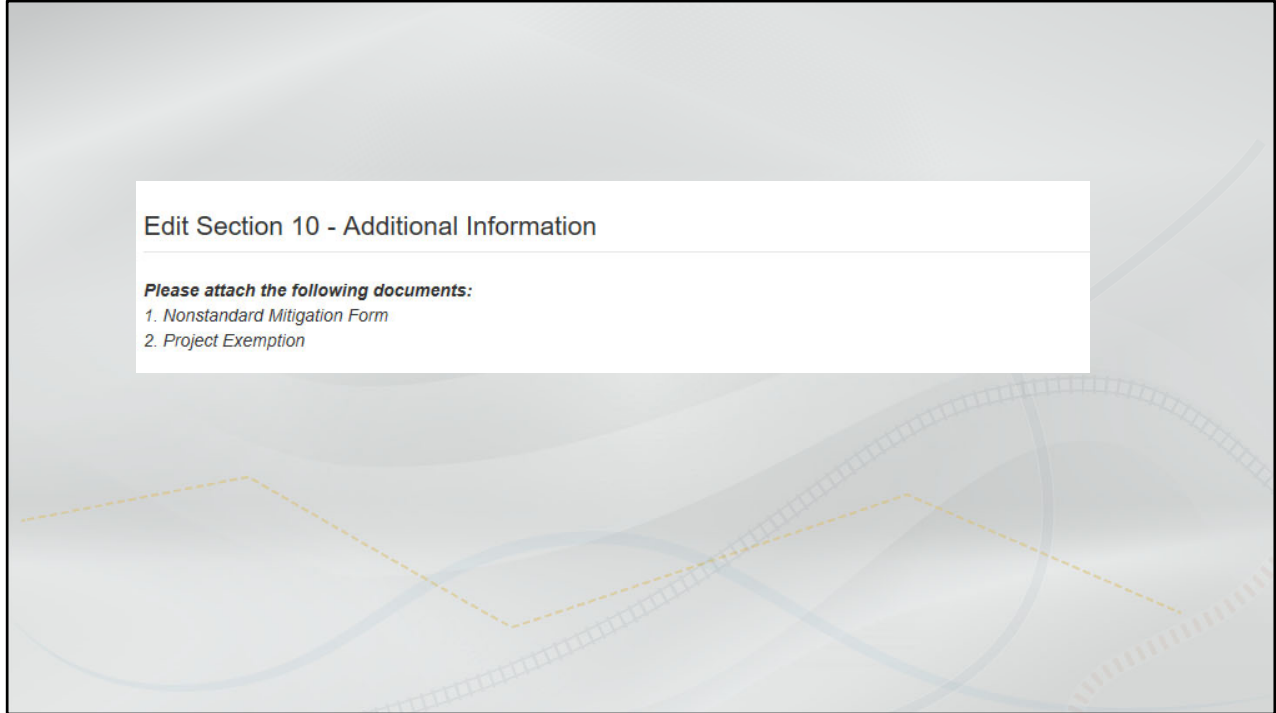 Edit Section 10 - Additional Information
Please attach the following documents:
1. Nonstandard Mitigation Form
2. Project Exemption